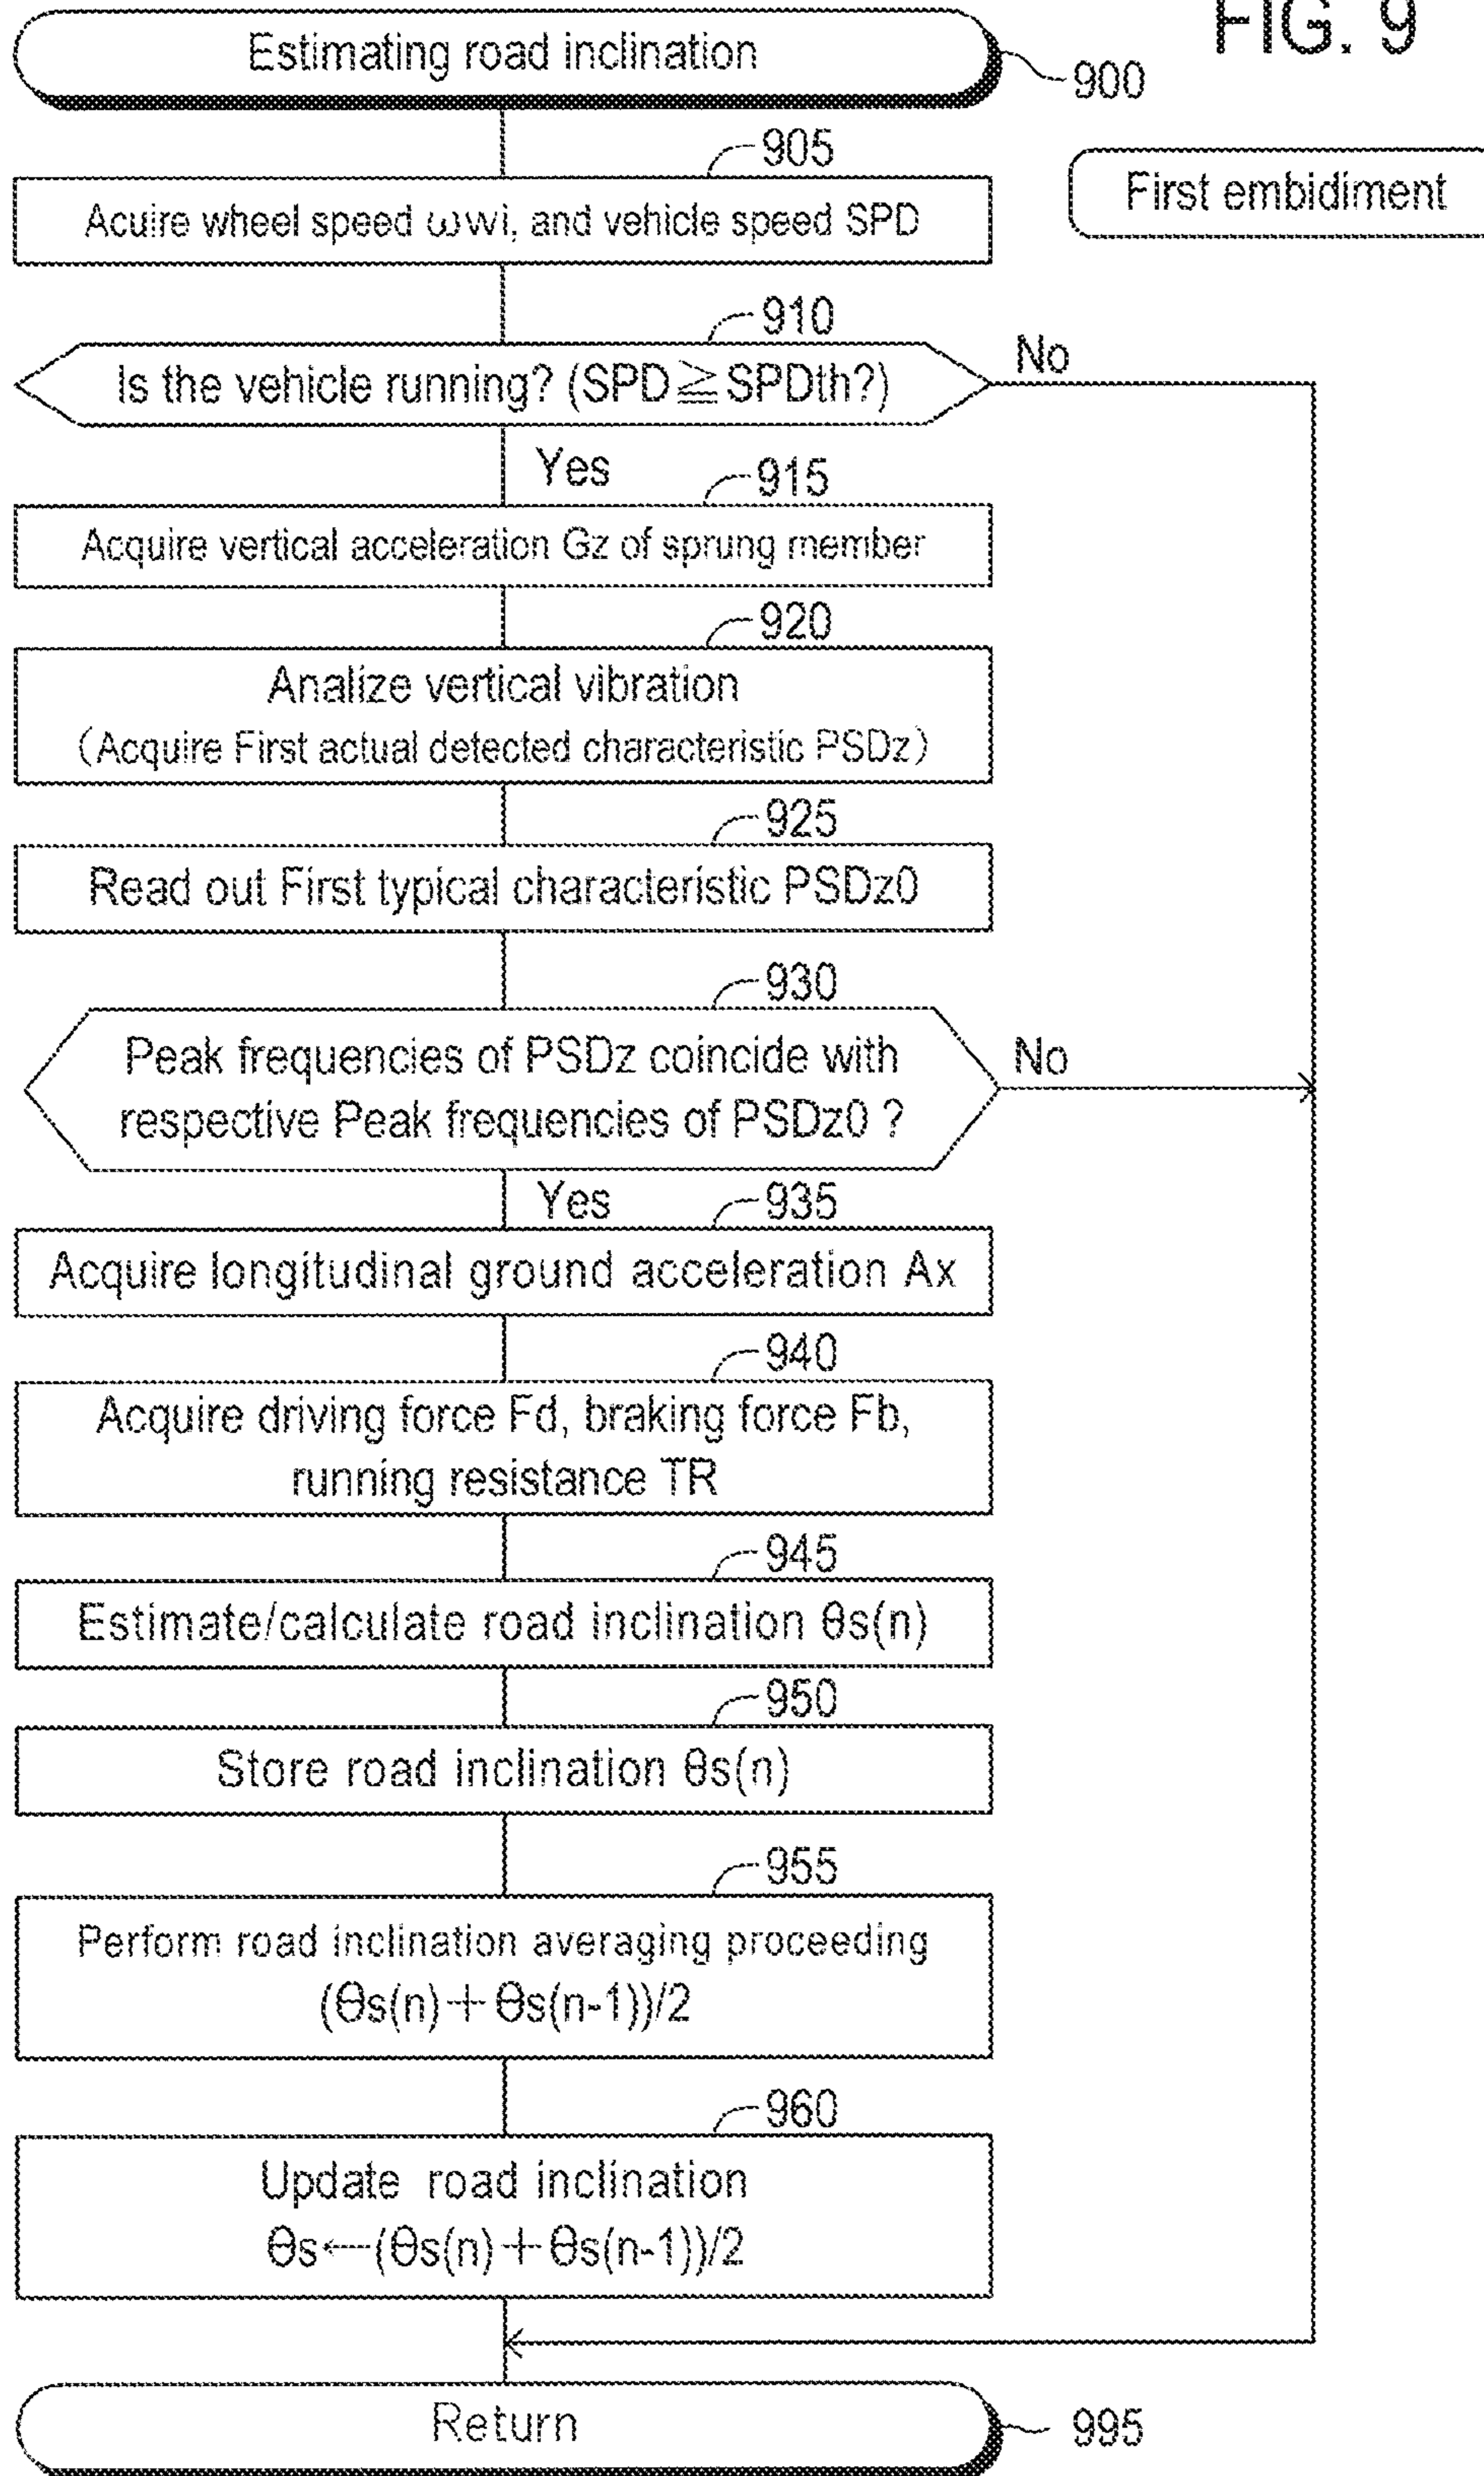 FIG. 9
Estimating road inclination
900
First embidiment
905
Acuire wheel speed ωwi, and vehicle speed SPD
910
Is the vehicle running? (SPD≧SPDth?)
No
Yes
915
Acquire vertical acceleration Gz of sprung member
920
Analize vertical vibration
(Acquire First actual detected characteristic PSDz)
925
Read out First typical characteristic PSDz0
930
Peak frequencies of PSDz coincide with
respective Peak frequencies of PSDz0 ?
No
Yes
935
Acquire longitudinal ground acceleration Ax
940
Acquire driving force Fd, braking force Fb,
running resistance TR
945
Estimate/calculate road inclination θs(n)
950
Store road inclination θs(n)
955
Perform road inclination averaging proceeding
(θs(n)+θs(n-1))/2
960
Update road inclination
θs←(θs(n)+θs(n-1))/2
Return
995